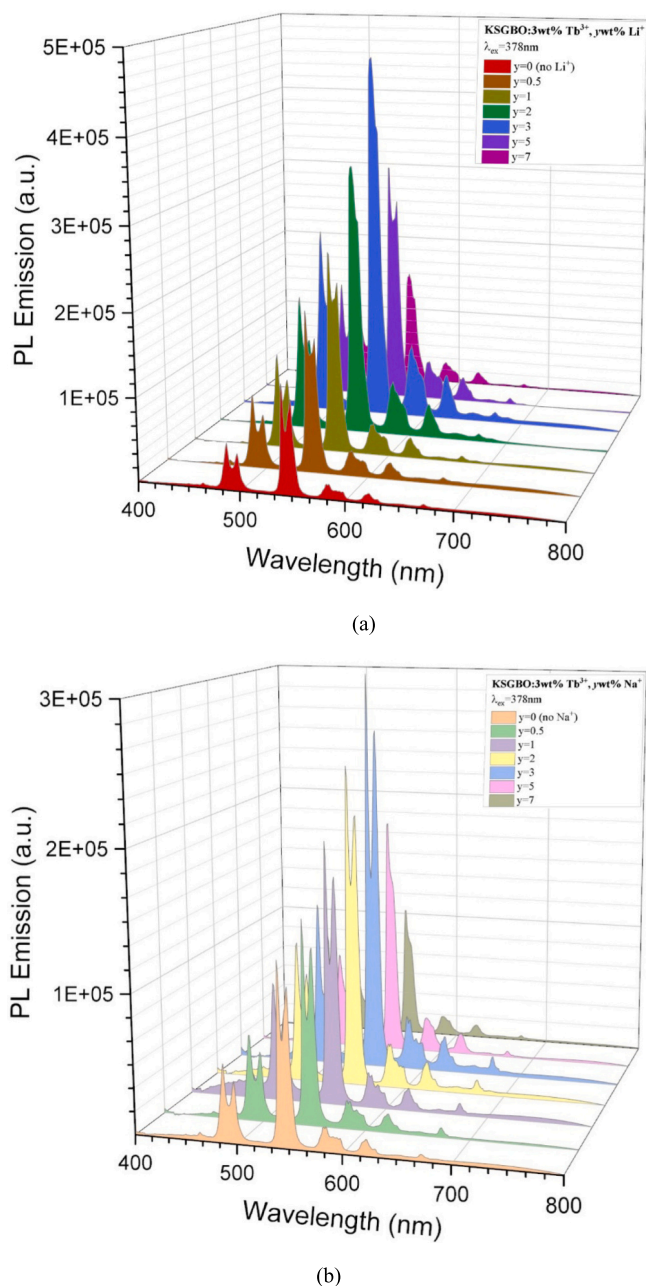 5E+05
4E+05
3E+05
2E+05
1E+05
PL Emission (a.u.)
KSGBO:3wt% Tb³⁺, ywt% Li⁺
λex=378nm
y=0 (no Li⁺)
y=0.5
y=1
y=2
y=3
y=5
y=7
400
500
600
700
800
Wavelength (nm)
(a)
3E+05
2E+05
1E+05
PL Emission (a.u.)
KSGBO:3wt% Tb³⁺, ywt% Na⁺
λex=378nm
y=0 (no Na⁺)
y=0.5
y=1
y=2
y=3
y=5
y=7
400
500
600
700
800
Wavelength (nm)
(b)